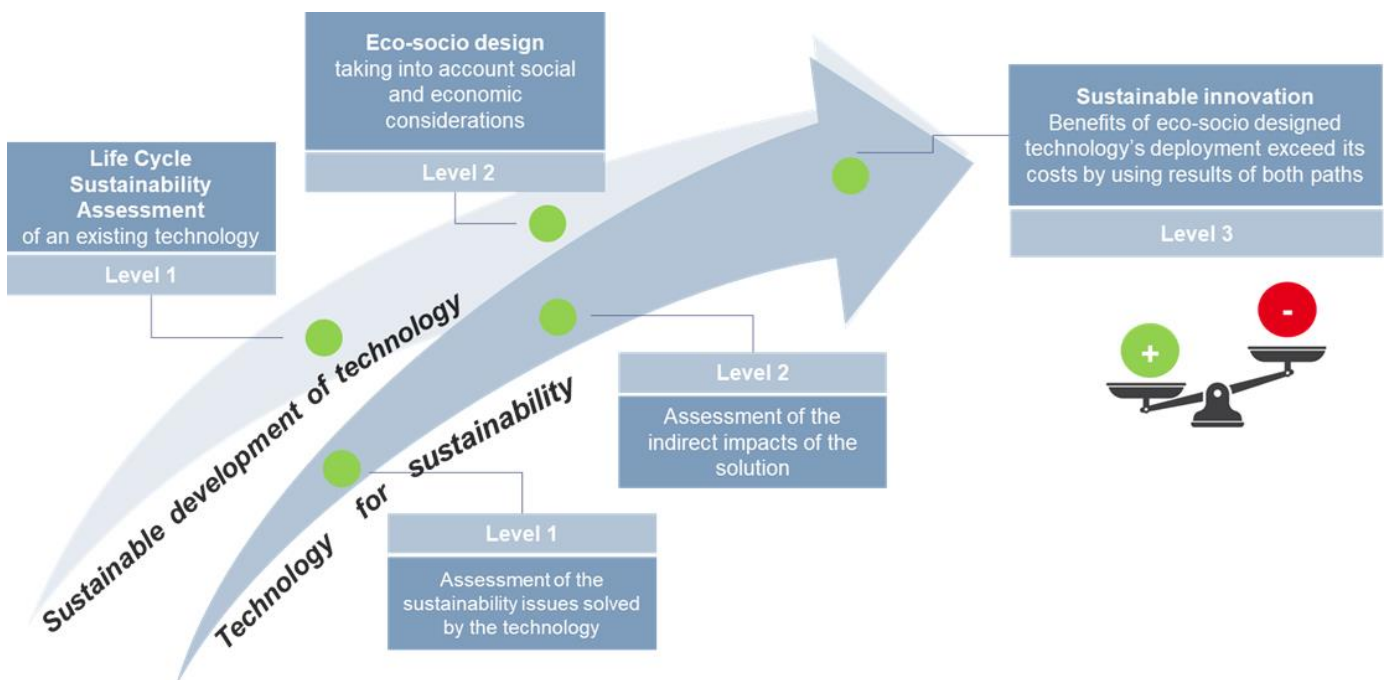 Eco-socio design
taking into account social
and economic
considerations
Level 2
Life Cycle
Sustainability
Assessment
of an existing technology
Level 1
Sustainable innovation
Benefits of eco-socio designed
technology's deployment exceed its
costs by using results of both paths
Level 3
+
-
Sustainable development of technology
Technology for sustainability
Level 2
Assessment of the
indirect impacts of the
solution
Level 1
Assessment of the
sustainability issues solved
by the technology